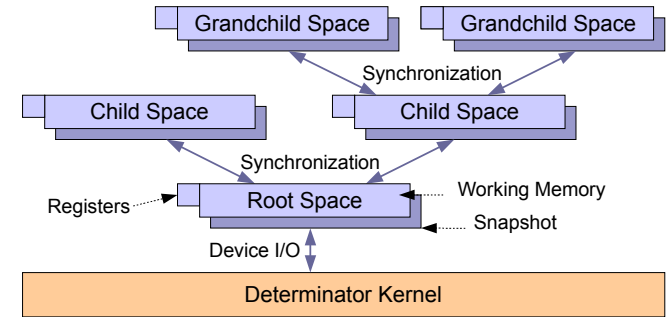 Grandchild Space
Grandchild Space
Synchronization
Child Space
Child Space
Synchronization
Registers
Root Space
Working Memory
Snapshot
Device I/O
Determinator Kernel